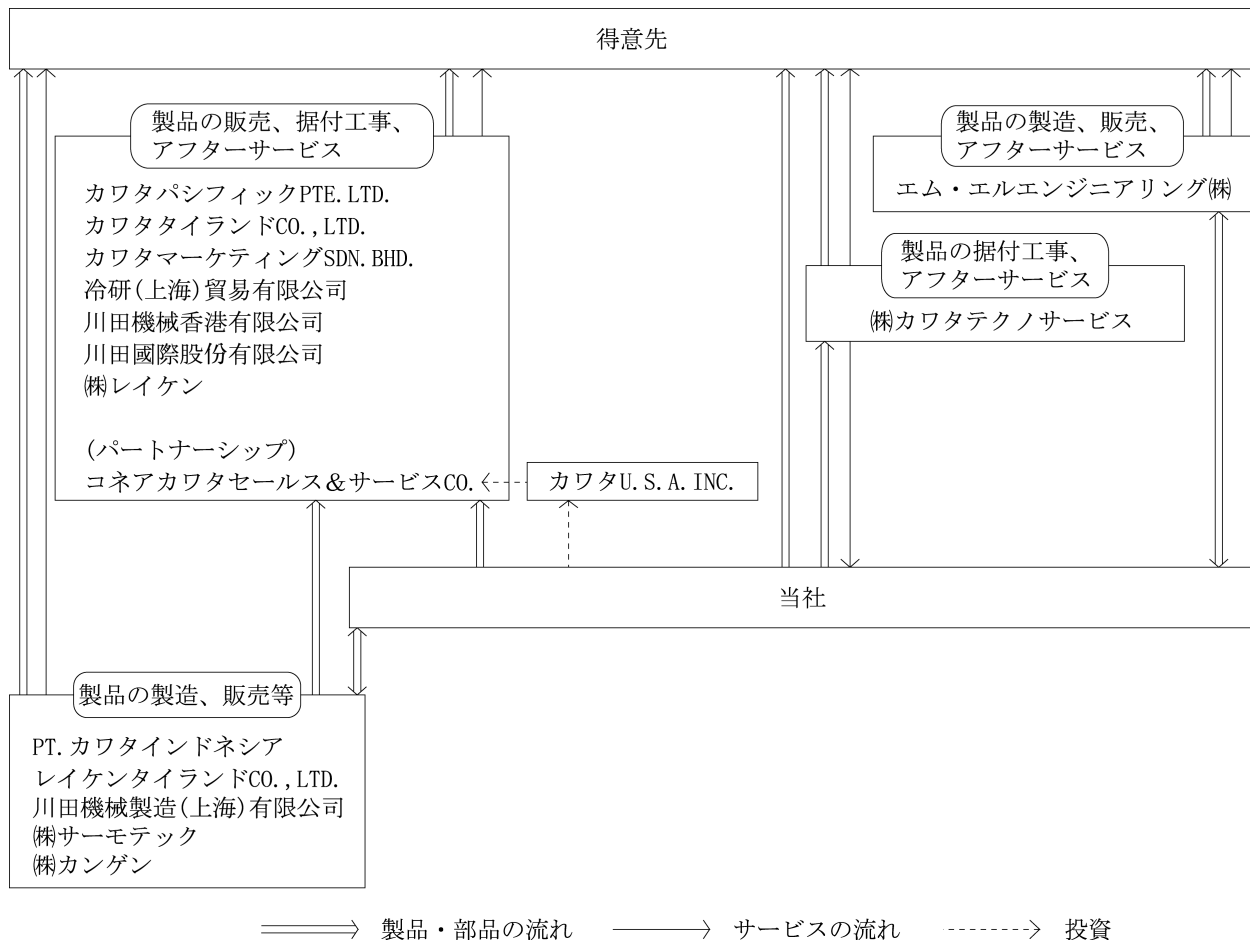 得意先
製品の販売、据付工事、
アフターサービス
カワタパシフィックPTE.LTD.
カワタタイランドCO.,LTD.
カワタマーケティングSDN.BHD.
冷研(上海)貿易有限公司
川田機械香港有限公司
川田國際股份有限公司
㈱レイケン
(パートナーシップ)
コネアカワタセールス＆サービスCO.
カワタU.S.A.INC.
製品の製造、販売、
アフターサービス
エム・エルエンジニアリング㈱
製品の据付工事、
アフターサービス
㈱カワタテクノサービス
当社
製品の製造、販売等
PT.カワタインドネシア
レイケンタイランドCO.,LTD.
川田機械製造(上海)有限公司
㈱サーモテック
㈱カンゲン
製品・部品の流れ
サービスの流れ
投資